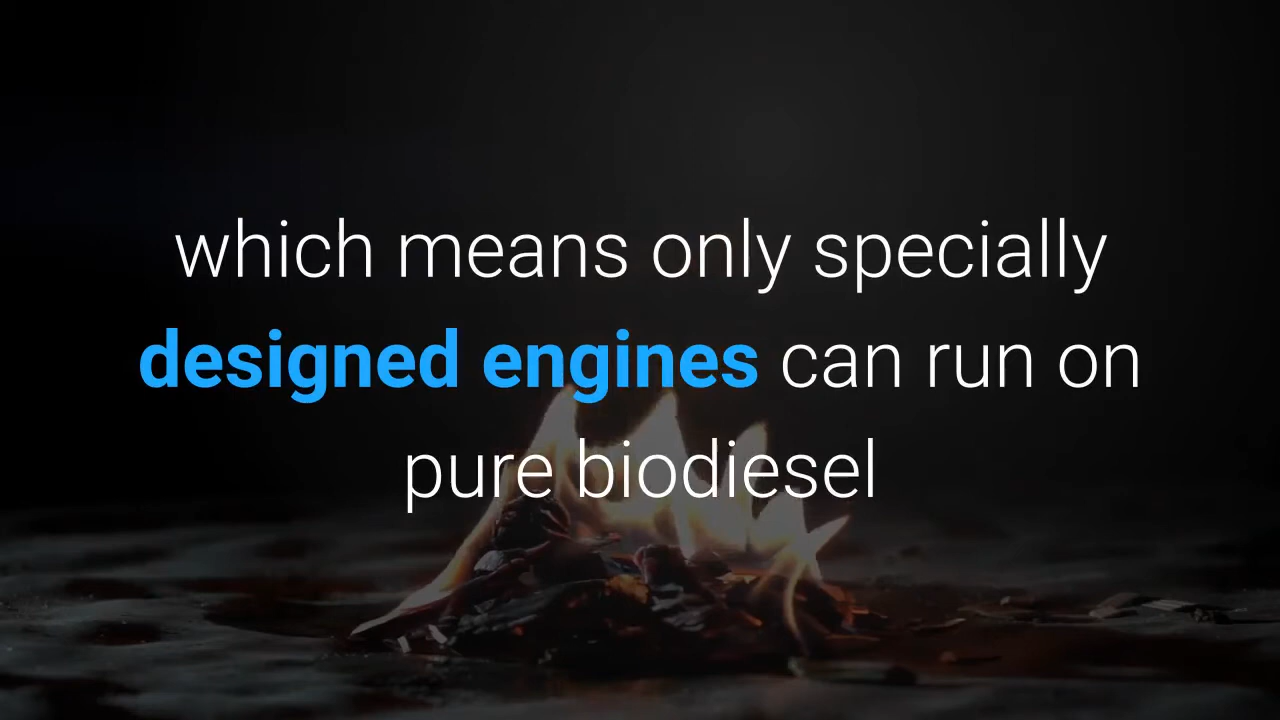 which means only specially
designed engines can run on
pure biodiesel